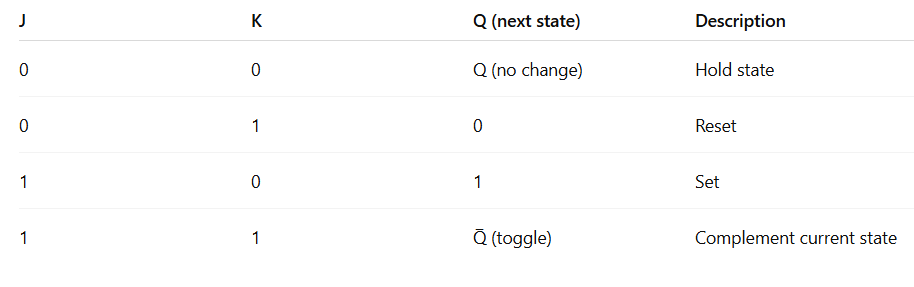 J K Q (next state) Description
0 0 Q (no change) Hold state
0 1 0 Reset
1 0 1 Set
1 1 Q̄ (toggle) Complement current state